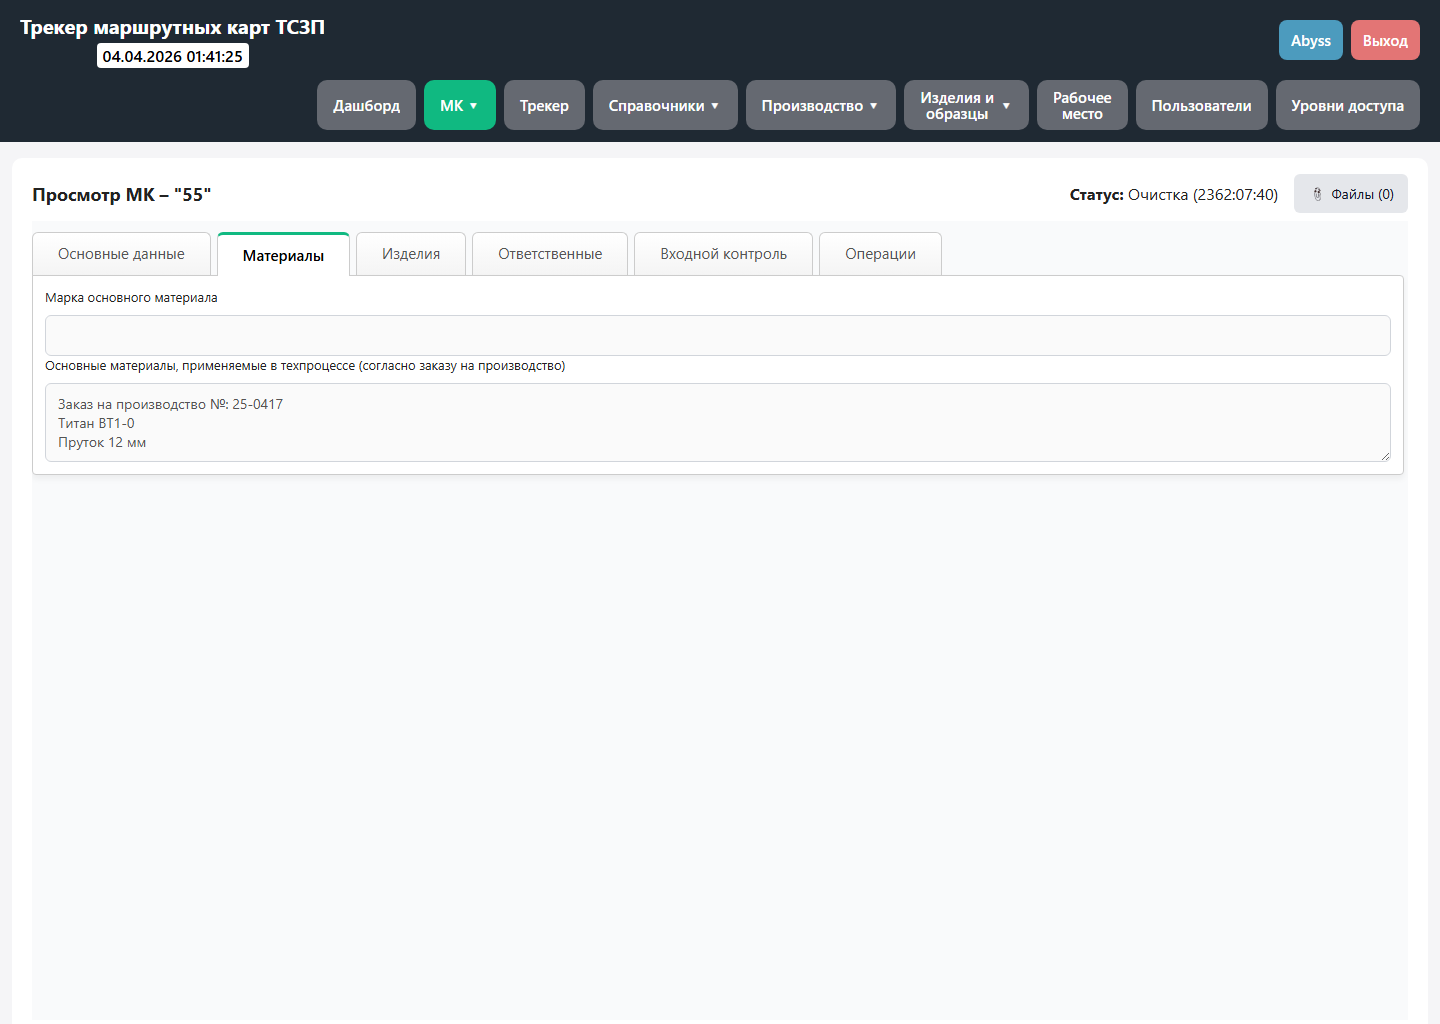 Трекер маршрутных карт ТСЗП
04.04.2026 01:41:25
Abyss
Выход
Дашборд
МК ▼
Трекер
Справочники ▼
Производство ▼
Изделия и
образцы ▼
Рабочее
место
Пользователи
Уровни доступа
Просмотр МК – "55"
Статус: Очистка (2362:07:40)
Файлы (0)
Основные данные
Материалы
Изделия
Ответственные
Входной контроль
Операции
Марка основного материала
Основные материалы, применяемые в техпроцессе (согласно заказу на производство)
Заказ на производство №: 25-0417
Титан ВТ1-0
Пруток 12 мм